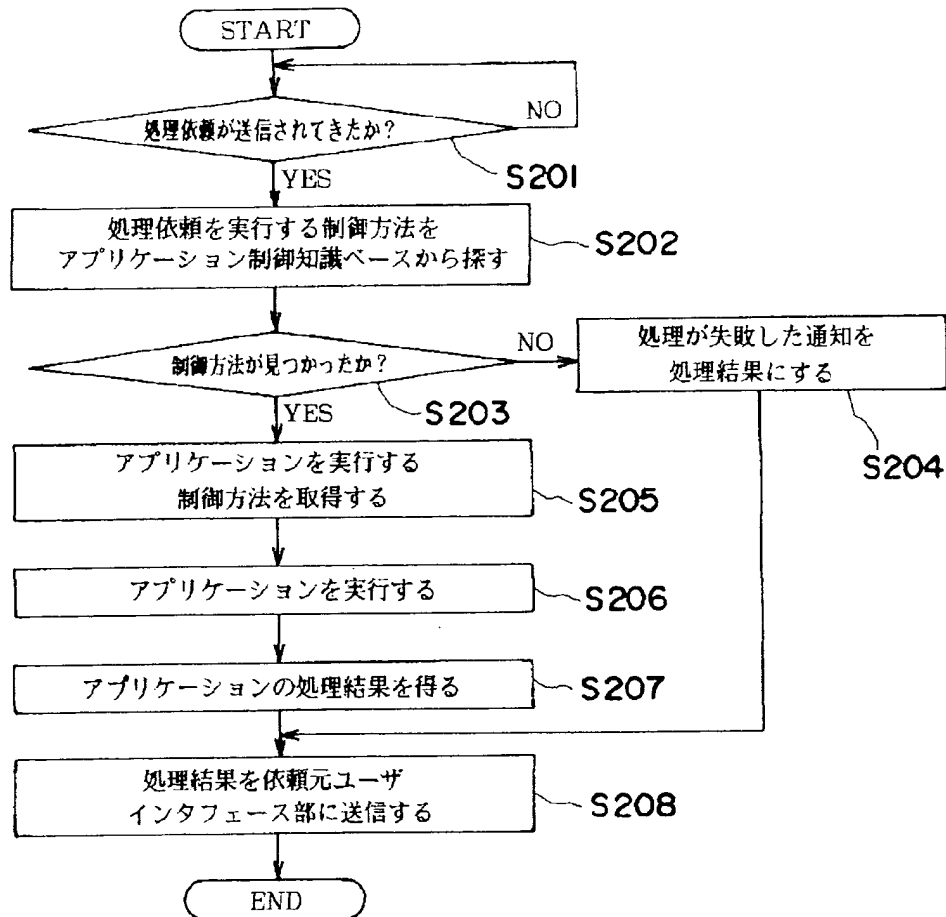 START
NO
処理依頼が送信されてきたか?
S201
YES
処理依頼を実行する制御方法を
アプリケーション制御知識ベースから探す
S202
制御方法が見つかったか?
NO
処理が失敗した通知を
処理結果にする
S203
YES
S204
アプリケーションを実行する
制御方法を取得する
S205
アプリケーションを実行する
S206
アプリケーションの処理結果を得る
S207
処理結果を依頼元ユーザ
インタフェース部に送信する
S208
END